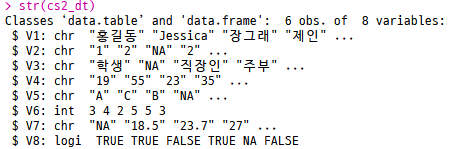 > str(cs2_dt)
Classes ‘data.table’ and 'data.frame':  6 obs. of  8 variables:
 $ V1: chr  "홍길동" "Jessica" "장그래" "제인" ...
 $ V2: chr  "1" "2" "NA" "2" ...
 $ V3: chr  "학생" "NA" "직장인" "주부" ...
 $ V4: chr  "19" "55" "23" "35" ...
 $ V5: chr  "A" "C" "B" "NA" ...
 $ V6: int  3 4 2 5 5 3
 $ V7: chr  "NA" "18.5" "23.7" "27" ...
 $ V8: logi  TRUE TRUE FALSE TRUE NA FALSE